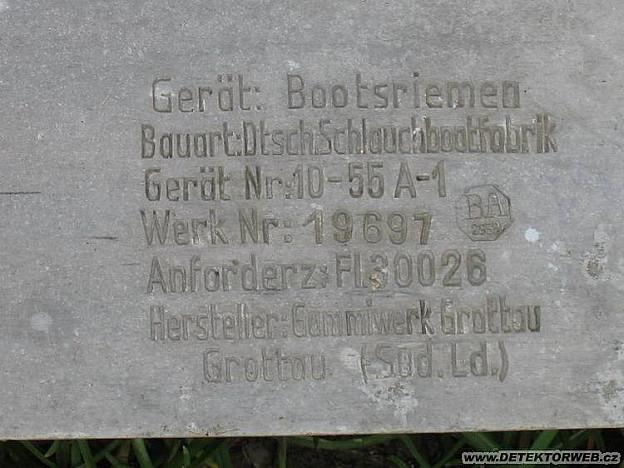 Gerät: Bootsriemen
Bauart: Dtsch.Schlauchbootfabrik
Gerät Nr: 10-55 A-1
BA
Werk Nr: 19697
Anforderz: Fl.30026
Hersteller: Gummiwerk Grottau
Grottau (Sud. Ld.)
WWW.DETEKTORWEB.CZ